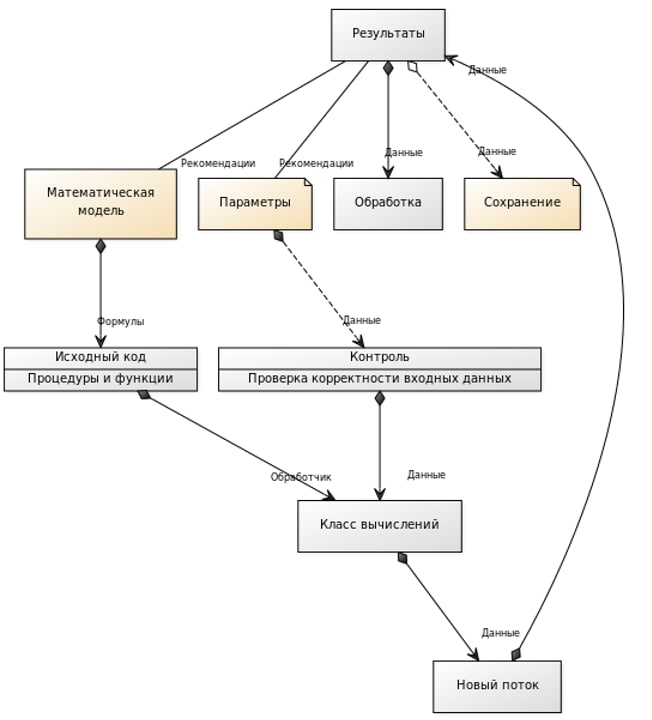 Результаты
Данные
Рекомендации
Рекомендации
Данные
Данные
Математическая
модель
Параметры
Обработка
Сохранение
Формулы
Данные
Исходный код
Процедуры и функции
Контроль
Проверка корректности входных данных
Обработчик
Данные
Класс вычислений
Данные
Новый поток